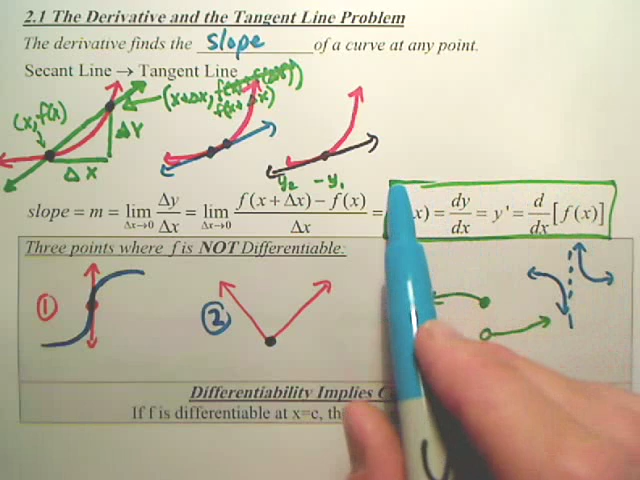 2.1 The Derivative and the Tangent Line Problem
The derivative finds the slope of a curve at any point.
Secant Line → Tangent Line
(x, f(x))
(x+Δx,
f(x+Δx)
Δy
Δx
y₂ - y₁
slope = m = lim Δx→0 Δy/Δx = lim Δx→0 f(x + Δx) − f(x)/Δx = x) = dy/dx = y' = d/dx [f(x)]
Three points where f is NOT Differentiable:
①
②
Differentiability Implies C
If f is differentiable at x=c, th